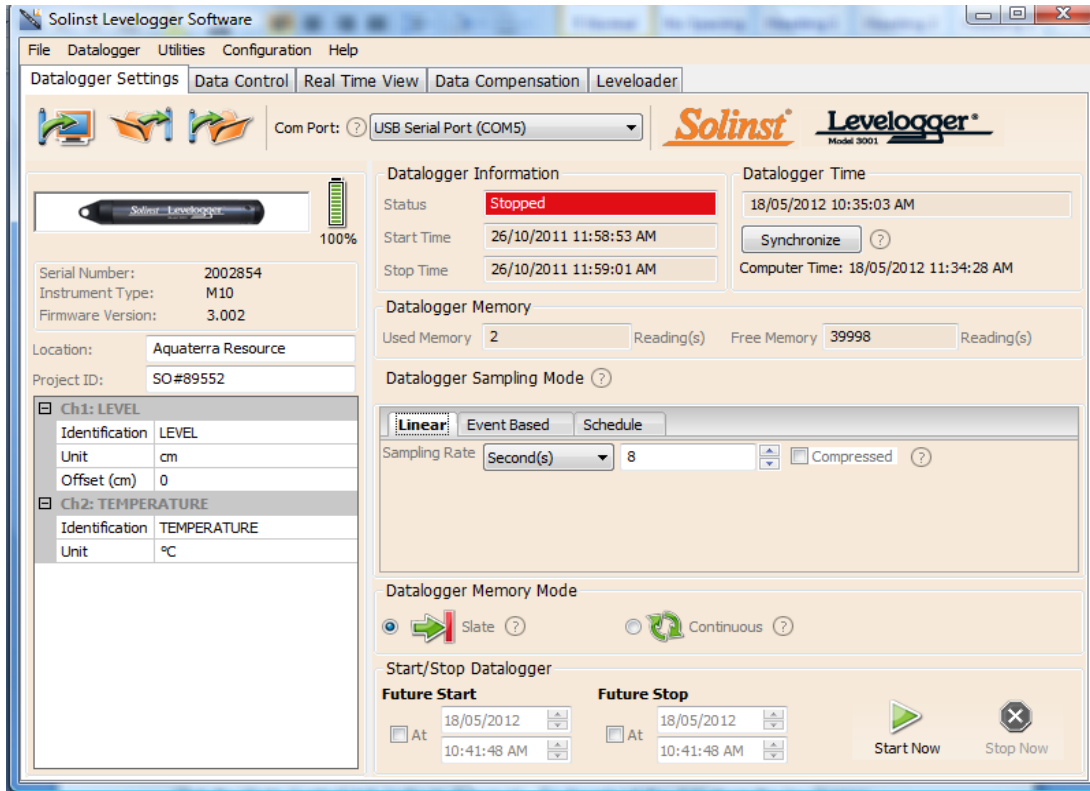 Solinst Levelogger Software
File Datalogger Utilities Configuration Help
Datalogger Settings Data Control Real Time View Data Compensation Leveloader
Com Port: ? USB Serial Port (COM5) Solinst® Levelogger®
Model 3001
Solinst Levelogger
100%
Serial Number: 2002854
Instrument Type: M10
Firmware Version: 3.002
Location: Aquaterra Resource
Project ID: SO#89552
Ch1: LEVEL
Identification LEVEL
Unit cm
Offset (cm) 0
Ch2: TEMPERATURE
Identification TEMPERATURE
Unit ºC
Datalogger Information
Status Stopped
Start Time 26/10/2011 11:58:53 AM
Stop Time 26/10/2011 11:59:01 AM
Datalogger Time
18/05/2012 10:35:03 AM
Synchronize ?
Computer Time: 18/05/2012 11:34:28 AM
Datalogger Memory
Used Memory 2 Reading(s) Free Memory 39998 Reading(s)
Datalogger Sampling Mode ?
Linear Event Based Schedule
Sampling Rate Second(s) 8 Compressed ?
Datalogger Memory Mode
Slate ? Continuous ?
Start/Stop Datalogger
Future Start Future Stop
At 18/05/2012 At 18/05/2012
10:41:48 AM 10:41:48 AM
Start Now Stop Now